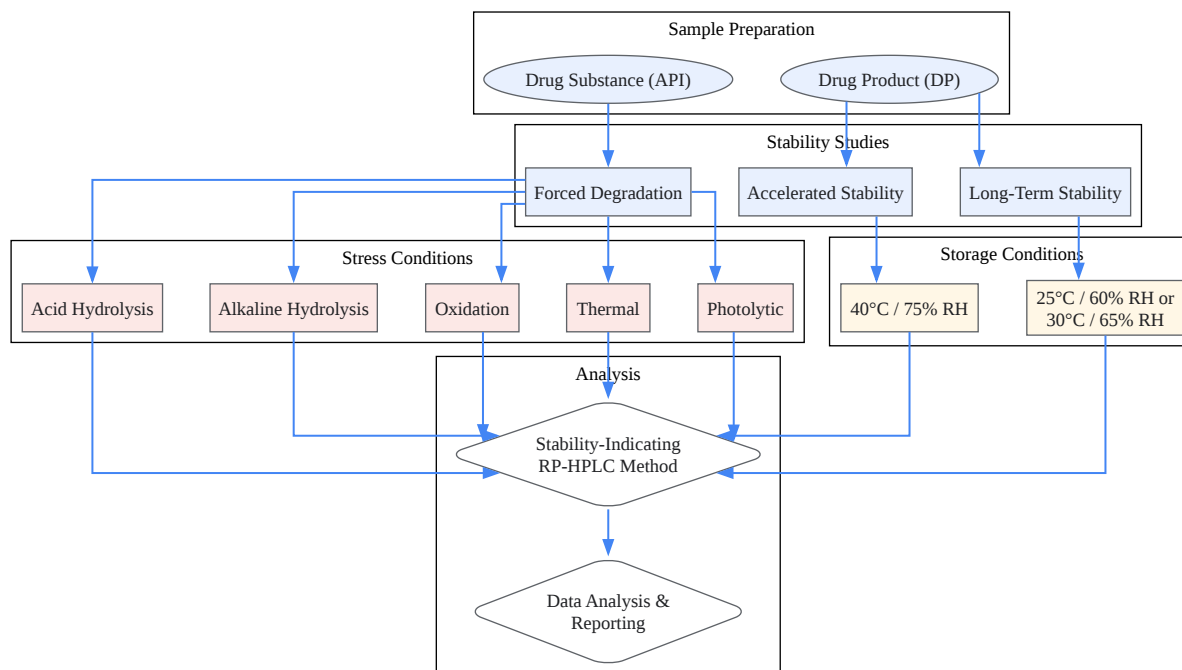 Sample Preparation
Drug Substance (API)
Drug Product (DP)
Stability Studies
Forced Degradation
Accelerated Stability
Long-Term Stability
Stress Conditions
Storage Conditions
Acid Hydrolysis
Alkaline Hydrolysis
Oxidation
Thermal
Photolytic
40°C / 75% RH
25°C / 60% RH or
30°C / 65% RH
Analysis
Stability-Indicating
RP-HPLC Method
Data Analysis &
Reporting